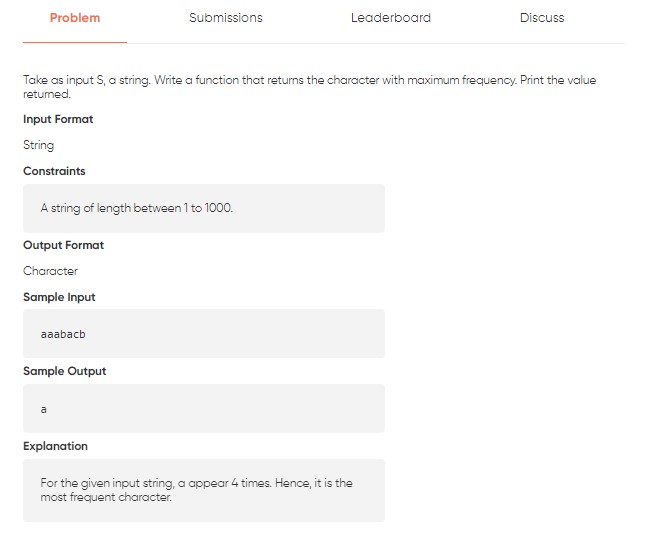 Problem
Submissions
Leaderboard
Discuss
Take as input S, a string. Write a function that returns the character with maximum frequency. Print the value
returned.
Input Format
String
Constraints
A string of length between 1 to 1000.
Output Format
Character
Sample Input
aaabacb
Sample Output
a
Explanation
For the given input string, a appear 4 times. Hence, it is the
most frequent character.